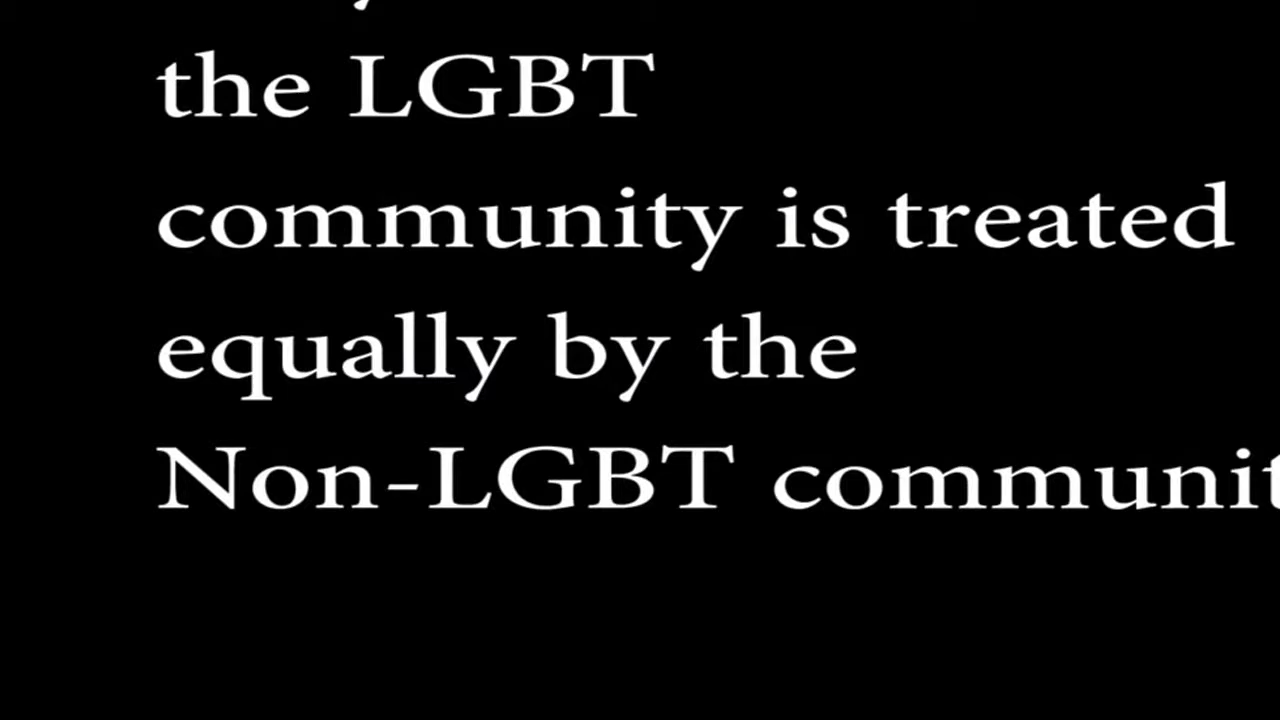 the LGBT
community is treated
equally by the
Non-LGBT communit